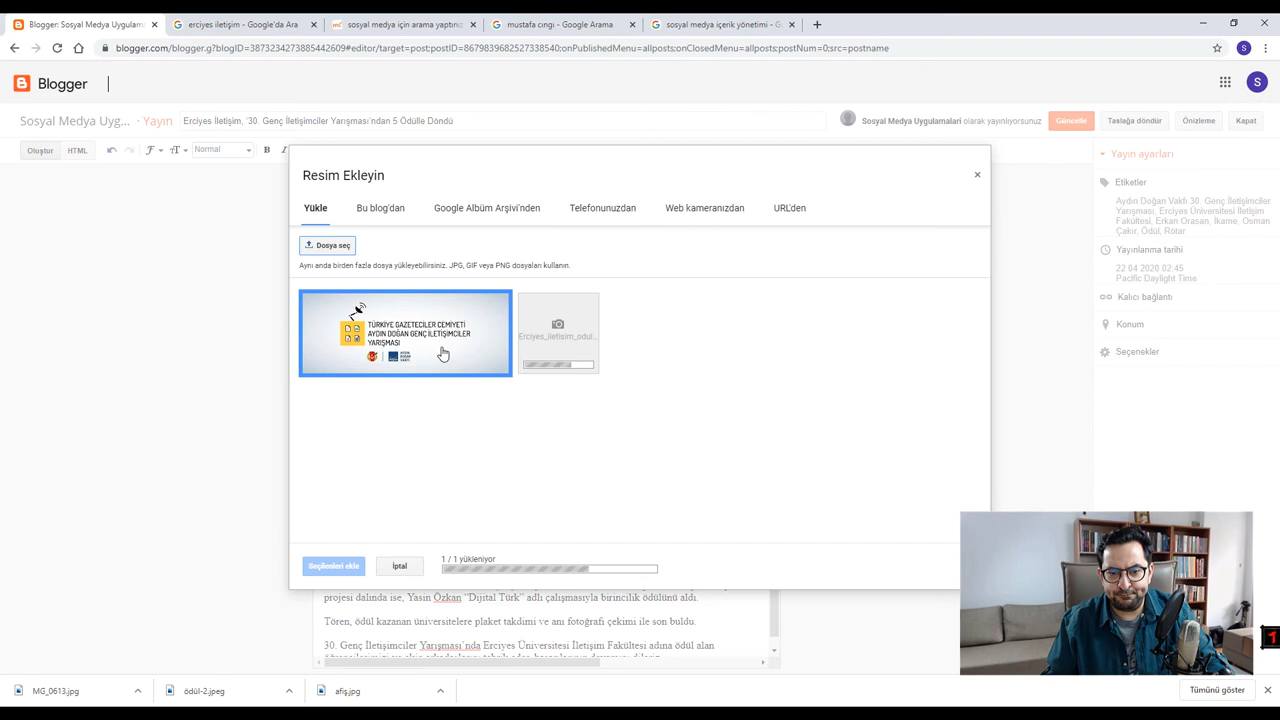 Blogger: Sosyal Medya Uygulama
erciyes iletişim - Google'da Ara
sosyal medya için arama yaptınız
mustafa cıngı - Google Arama
sosyal medya içerik yönetimi - G
blogger.com/blogger.g?blogID=3873234273885442609#editor/target=post;postID=8679839682527338540;onPublishedMenu=allposts;onClosedMenu=allposts;postNum=0;src=postname
S
Blogger
S
Sosyal Medya Uyg... · Yayın
Erciyes İletişim, '30. Genç İletişimciler Yarışması'ndan 5 Ödülle Döndü
Sosyal Medya Uygulamalari olarak yayınlıyorsunuz
Güncelle
Taslağa döndür
Önizleme
Kapat
Oluştur
HTML
Normal
B
I
Resim Ekleyin
Yükle
Bu blog'dan
Google Albüm Arşivi'nden
Telefonunuzdan
Web kameranızdan
URL'den
Dosya seç
Aynı anda birden fazla dosya yükleyebilirsiniz. JPG, GIF veya PNG dosyaları kullanın.
TÜRKİYE GAZETECİLER CEMİYETİ
AYDIN DOĞAN GENÇ İLETİŞİMCİLER
YARIŞMASI
AYDIN
DOĞAN
VAKFI
Erciyes_iletisim_odul...
Seçilenleri ekle
İptal
1 / 1 yükleniyor
Yayın ayarları
Etiketler
Aydın Doğan Vakfı 30. Genç İletişimciler
Yarışması, Erciyes Üniversitesi İletişim
Fakültesi, Erkan Orasan, İkame, Osman
Çakır, Ödül, Rötar
Yayınlanma tarihi
22 04 2020 02:45
Pacific Daylight Time
Kalıcı bağlantı
Konum
Seçenekler
projesi dalında ise, Yasin Özkan “Dijital Türk” adlı çalışmasıyla birincilik ödülünü aldı.
Tören, ödül kazanan üniversitelere plaket takdimi ve anı fotoğrafı çekimi ile son buldu.
30. Genç İletişimciler Yarışması’nda Erciyes Üniversitesi İletişim Fakültesi adına ödül alan
MG_0613.jpg
ödül-2.jpeg
afiş.jpg
Tümünü göster
1